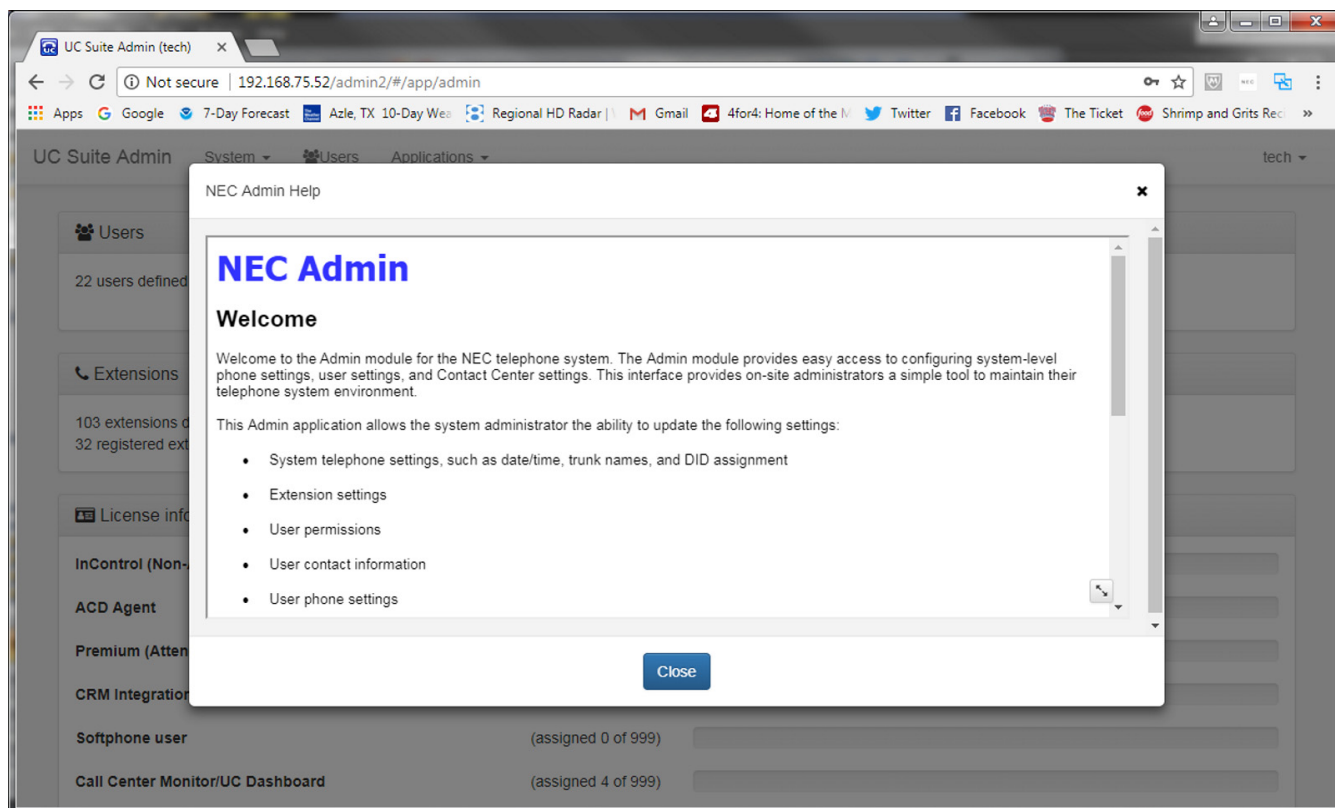 UC Suite Admin (tech)
Not secure | 192.168.75.52/admin2/#/app/admin
NEC
Apps G Google 7-Day Forecast Azle, TX 10-Day Wea Regional HD Radar | Gmail 4for4: Home of the M Twitter Facebook The Ticket Shrimp and Grits Reci »
UC Suite Admin System Users Applications tech
NEC Admin Help
Users
22 users defined
Extensions
103 extensions d
32 registered ext
License info
InControl (Non-
ACD Agent
Premium (Atten
CRM Integration
Softphone user (assigned 0 of 999)
Call Center Monitor/UC Dashboard (assigned 4 of 999)
NEC Admin
Welcome
Welcome to the Admin module for the NEC telephone system. The Admin module provides easy access to configuring system-level
phone settings, user settings, and Contact Center settings. This interface provides on-site administrators a simple tool to maintain their
telephone system environment.
This Admin application allows the system administrator the ability to update the following settings:
• System telephone settings, such as date/time, trunk names, and DID assignment
• Extension settings
• User permissions
• User contact information
• User phone settings
Close